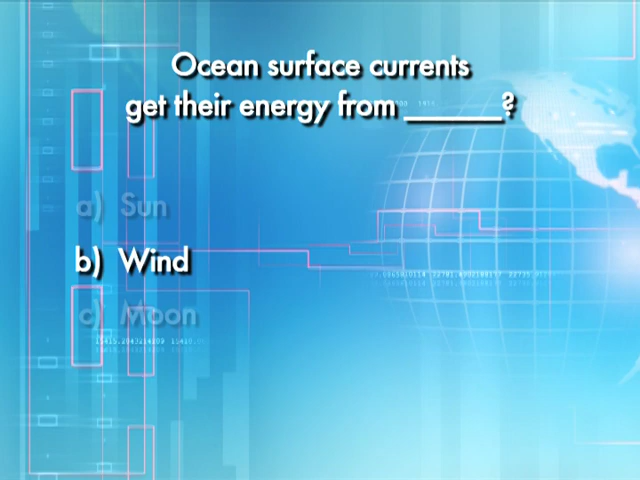 Ocean surface currents
get their energy from ______?
a) Sun
b) Wind
c) Moon